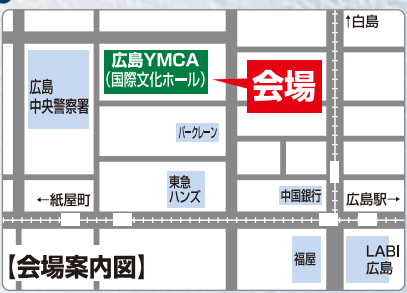 ↑白島
広島YMCA
(国際文化ホール)
会場
広島
中央警察署
パークレーン
東急
ハンズ
中国銀行
←紙屋町
広島駅→
【会場案内図】
福屋
LABI
広島